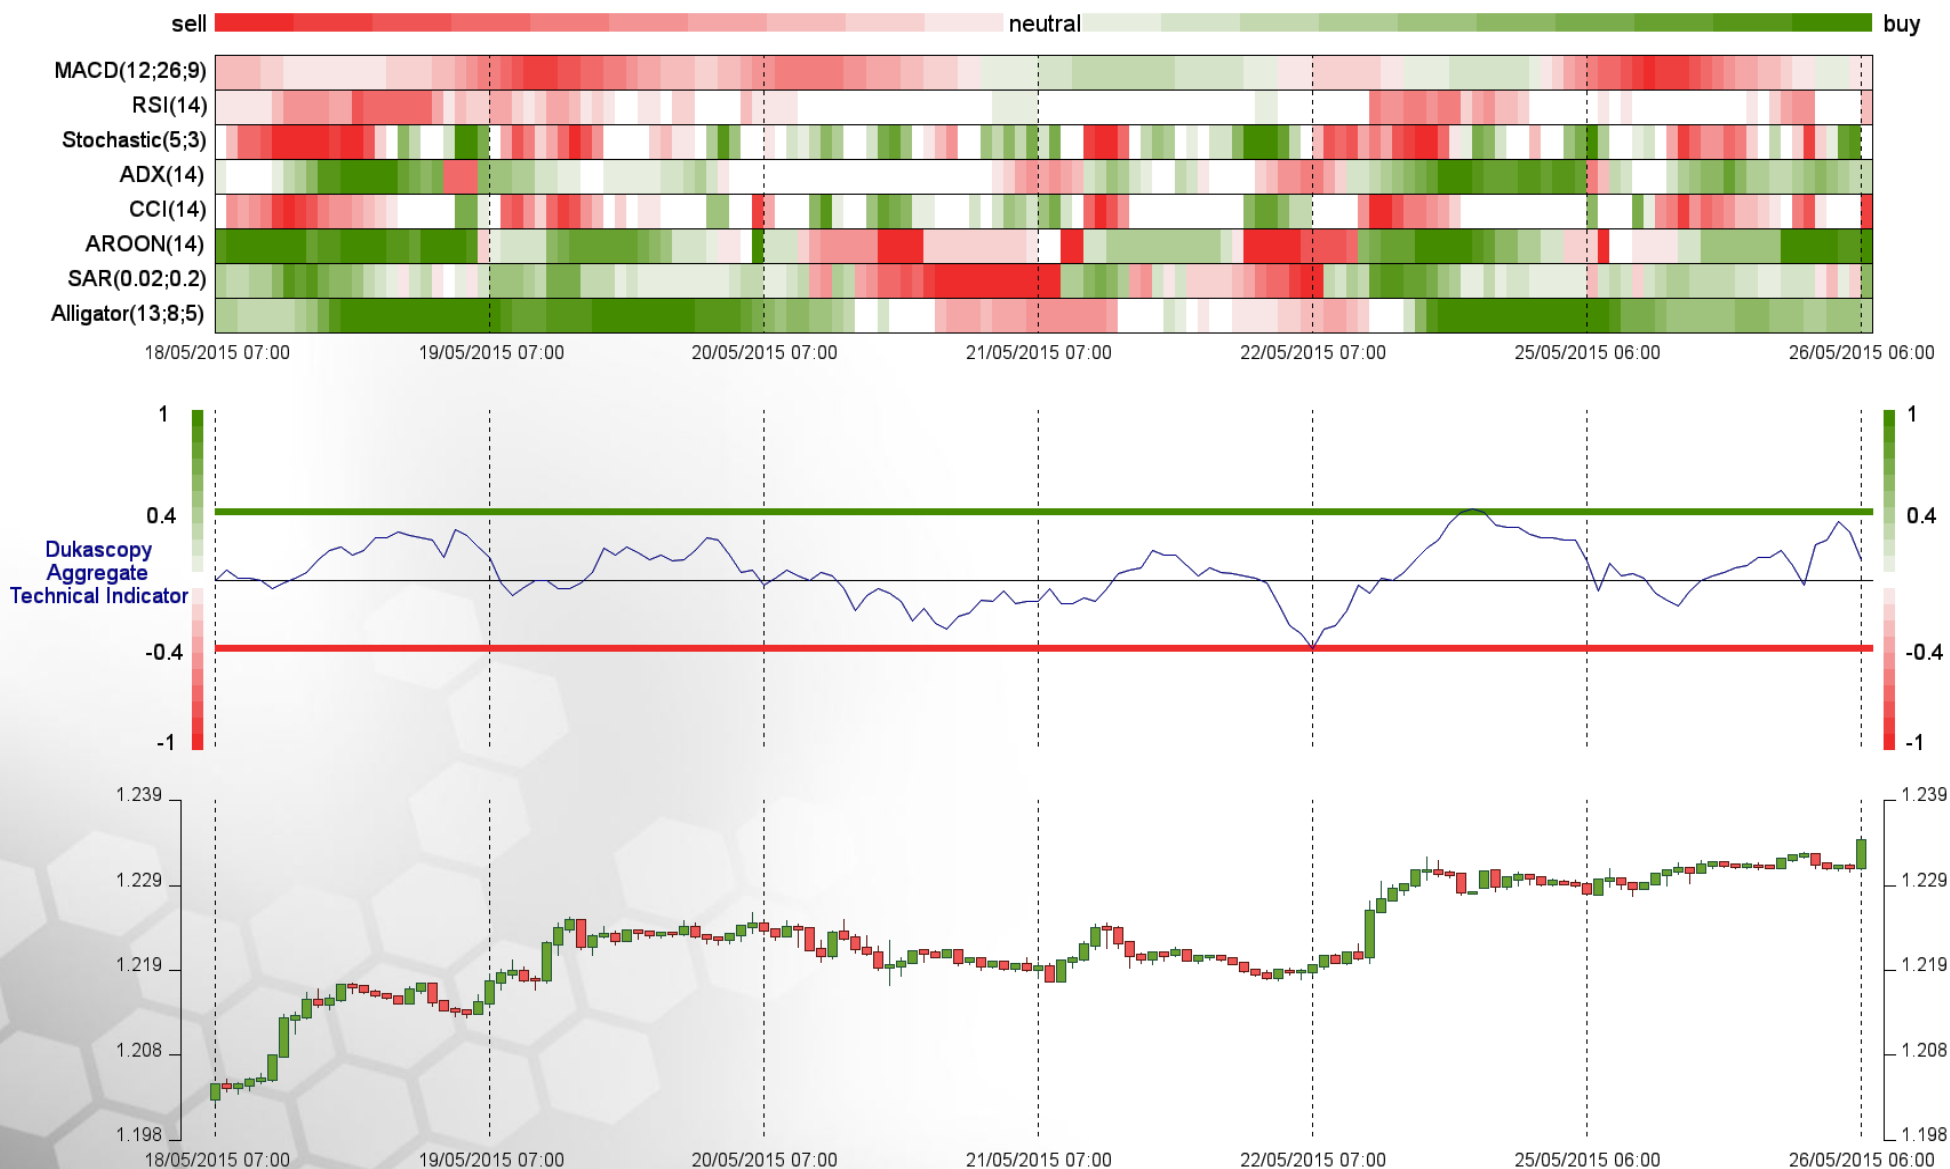 sell neutral buy
MACD(12;26;9)
RSI(14)
Stochastic(5;3)
ADX(14)
CCI(14)
AROON(14)
SAR(0.02;0.2)
Alligator(13;8;5)
18/05/2015 07:00 19/05/2015 07:00 20/05/2015 07:00 21/05/2015 07:00 22/05/2015 07:00 25/05/2015 06:00 26/05/2015 06:00
1 1
0.4 0.4
Dukascopy
Aggregate
Technical Indicator
-0.4 -0.4
-1 -1
1.239 1.239
1.229 1.229
1.219 1.219
1.208 1.208
1.198 1.198
18/05/2015 07:00 19/05/2015 07:00 20/05/2015 07:00 21/05/2015 07:00 22/05/2015 07:00 25/05/2015 06:00 26/05/2015 06:00